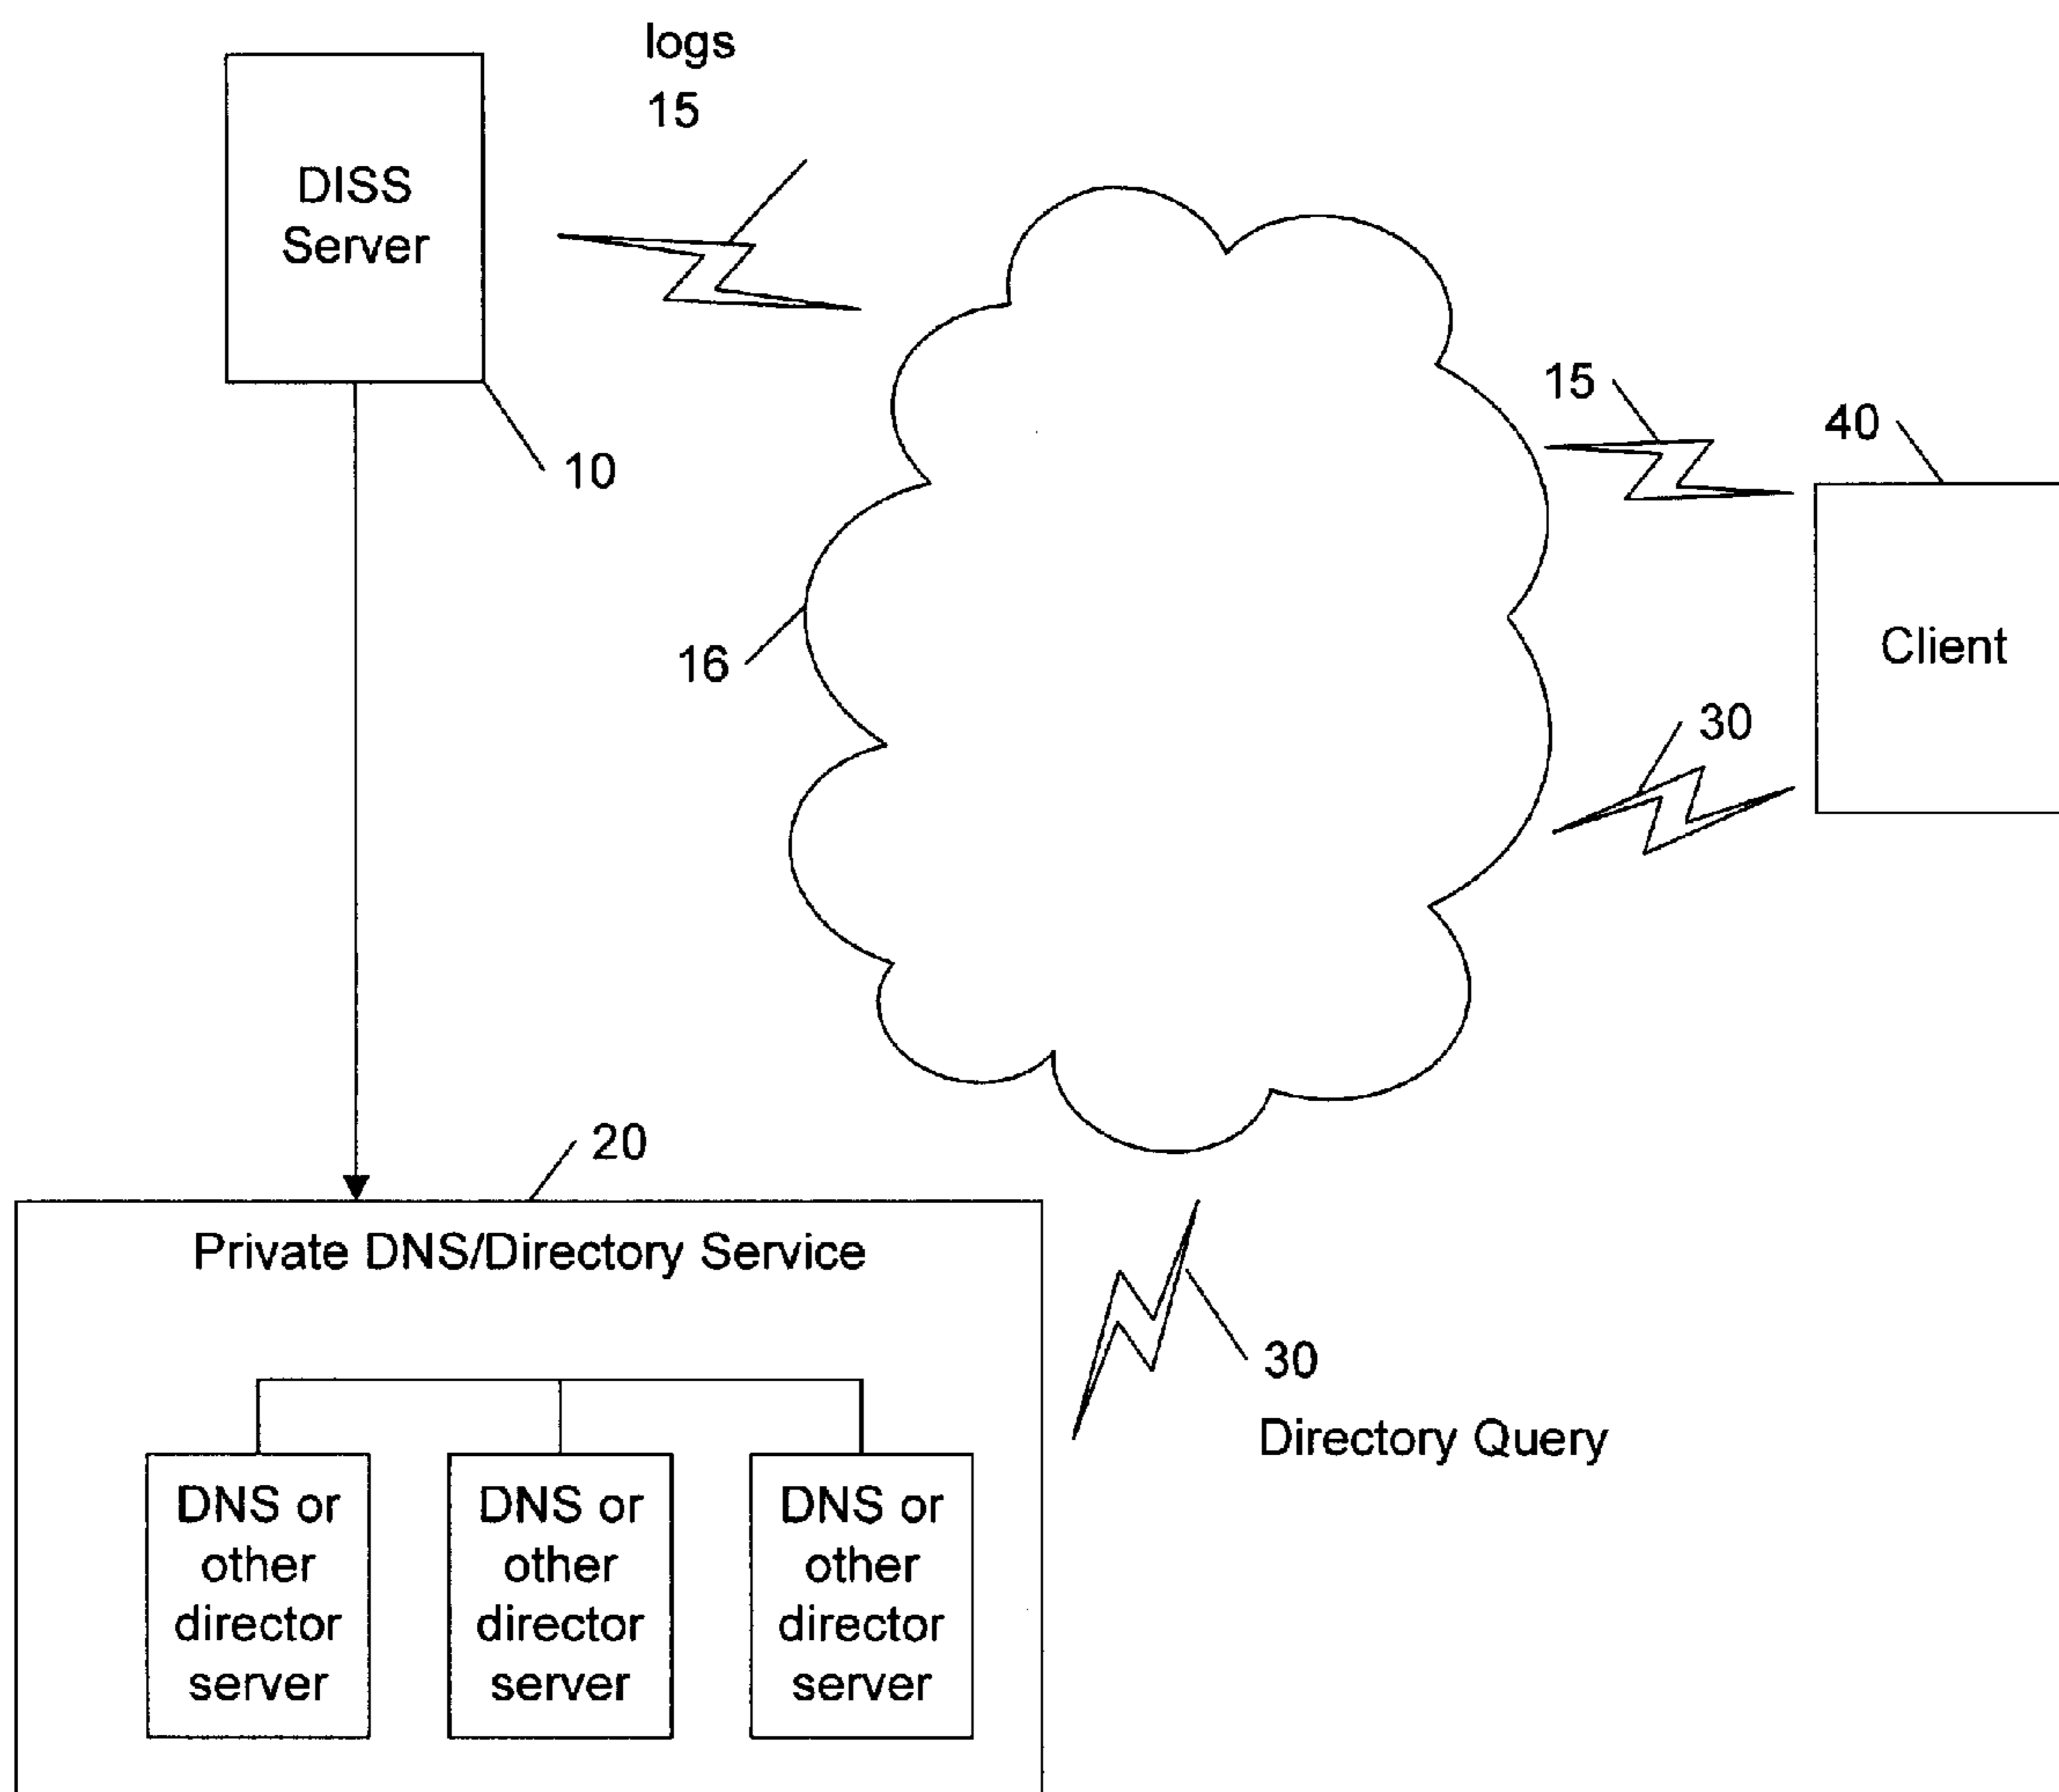 logs
15
DISS
Server
10
15
40
16
Client
30
20
Private DNS/Directory Service
30
Directory Query
DNS or
other
director
server
DNS or
other
director
server
DNS or
other
director
server